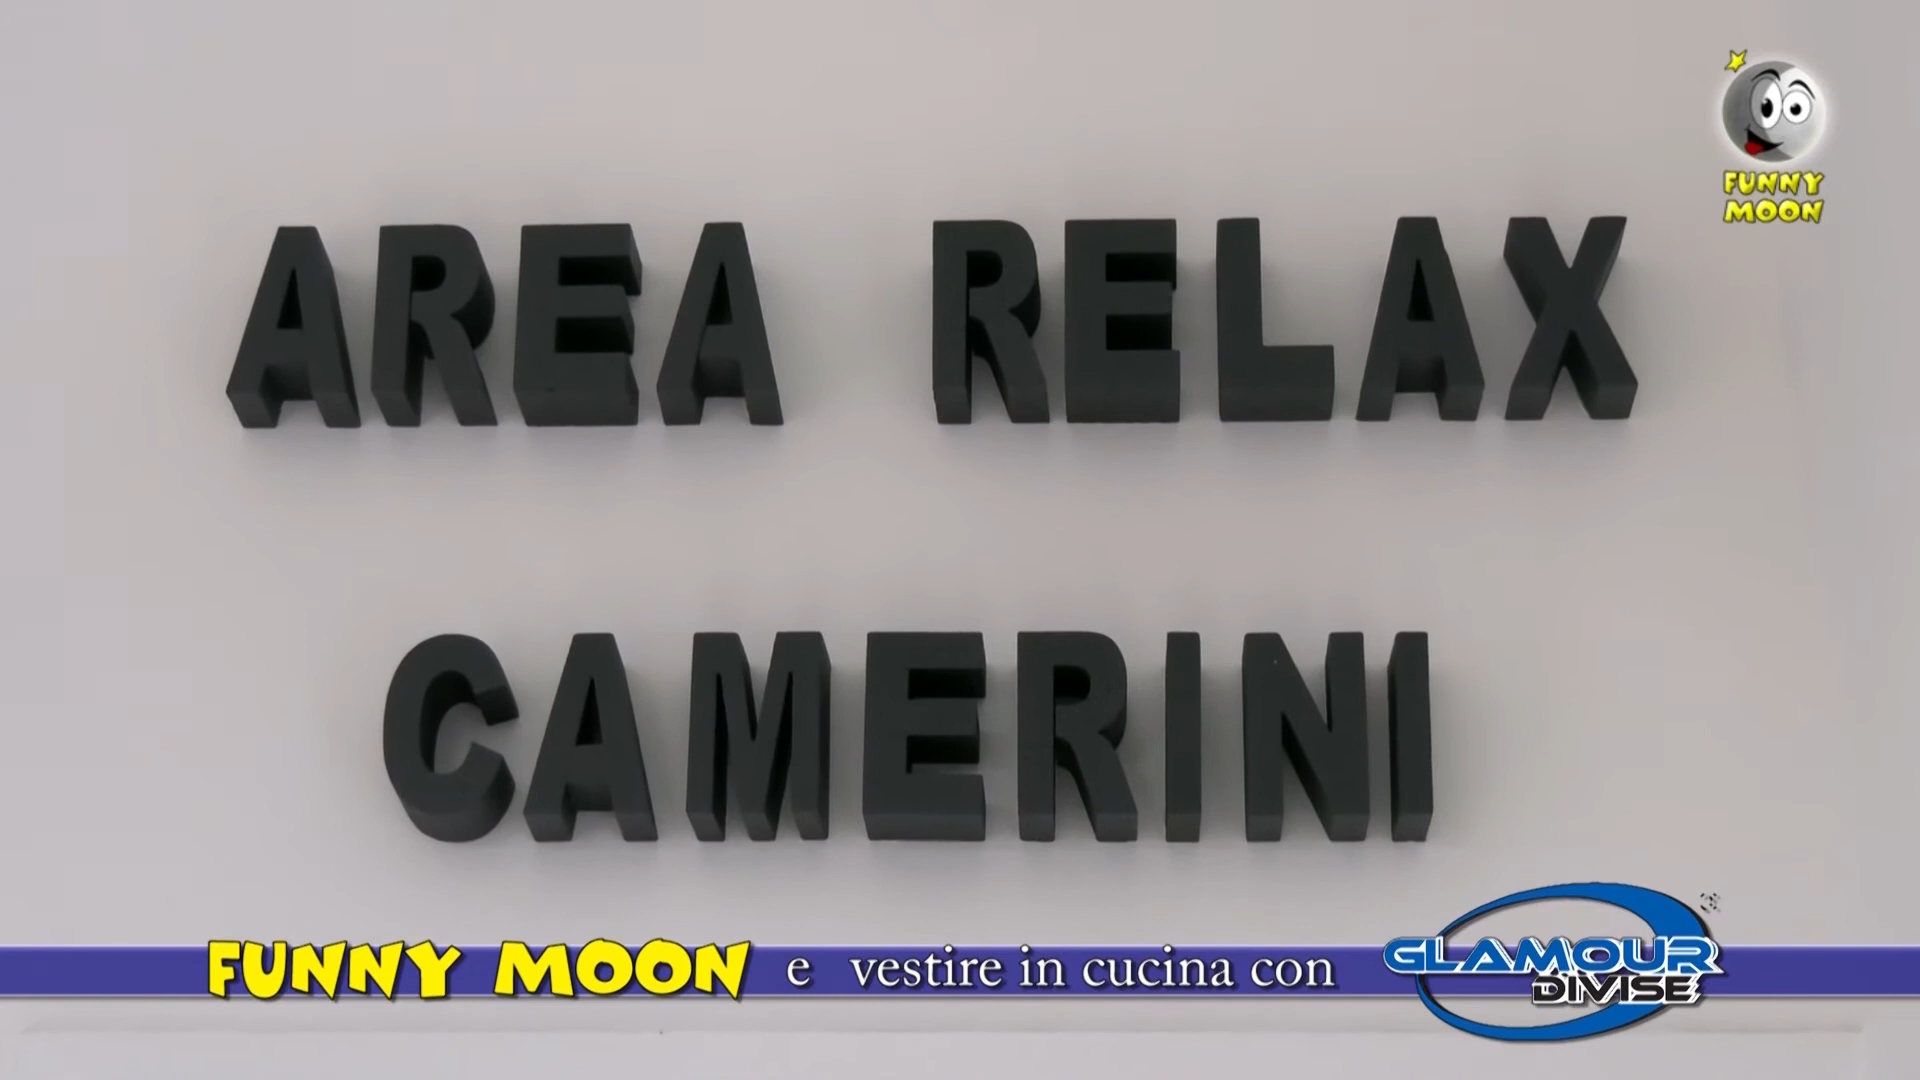 FUNNY
MOON
AREA RELAX
CAMERINI
FUNNY MOON e vestire in cucina con GLAMOUR
DIVISE